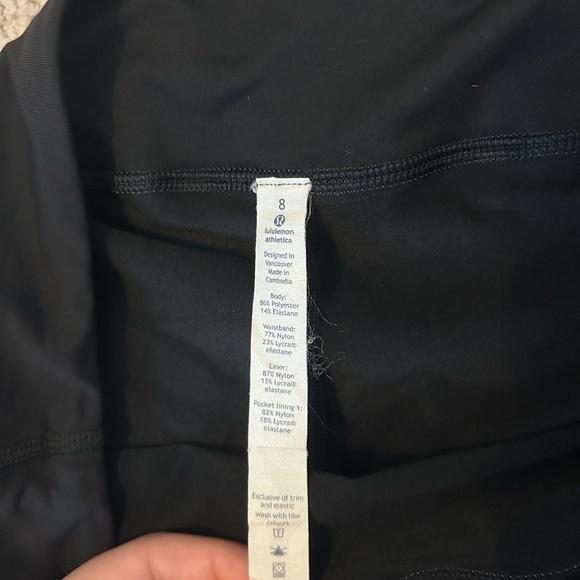 8
lululemon
athletica
Designed in
Vancouver
Made in
Cambodia
Body:
86% Polyester
14% Elastane
Waistband:
77% Nylon
23% Lycra®
elastane
Liner:
87% Nylon
13% Lycra®
elastane
Pocket lining 1:
82% Nylon
18% Lycra®
elastane
Exclusive of trim
and elastic
Wash with like
colours